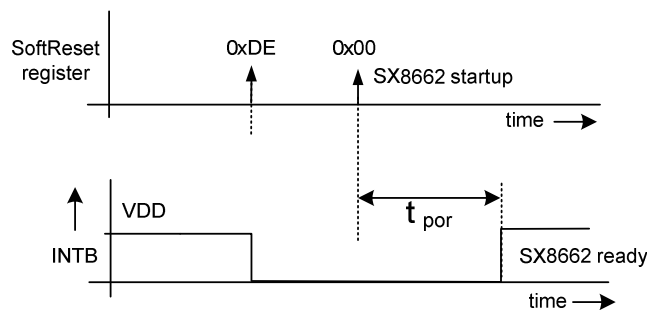 SoftReset
register
0xDE
0x00
SX8662 startup
time
VDD
t por
INTB
SX8662 ready
time